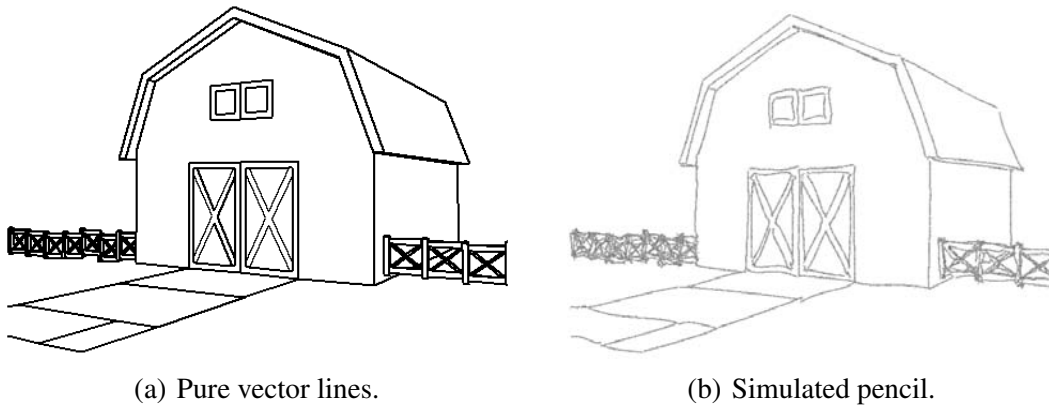 (a) Pure vector lines.
(b) Simulated pencil.